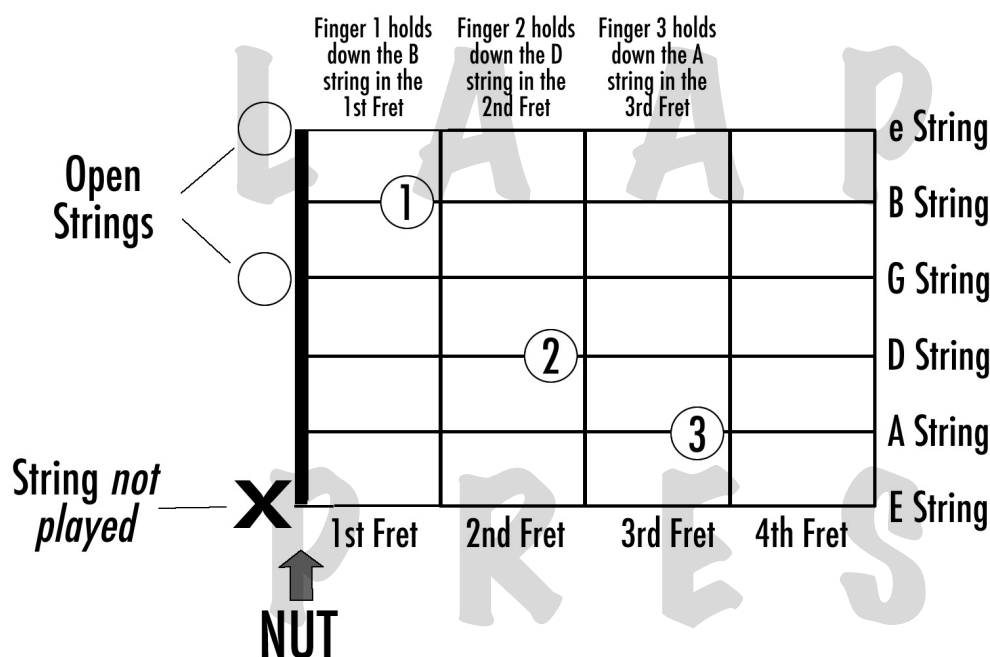 Finger 1 holds
down the B
string in the
1st Fret
Finger 2 holds
down the D
string in the
2nd Fret
Finger 3 holds
down the A
string in the
3rd Fret
LAAP
Open
Strings
e String
B String
1
G String
D String
2
A String
3
E String
String not
played
X
1st Fret
2nd Fret
3rd Fret
4th Fret
PRES
NUT